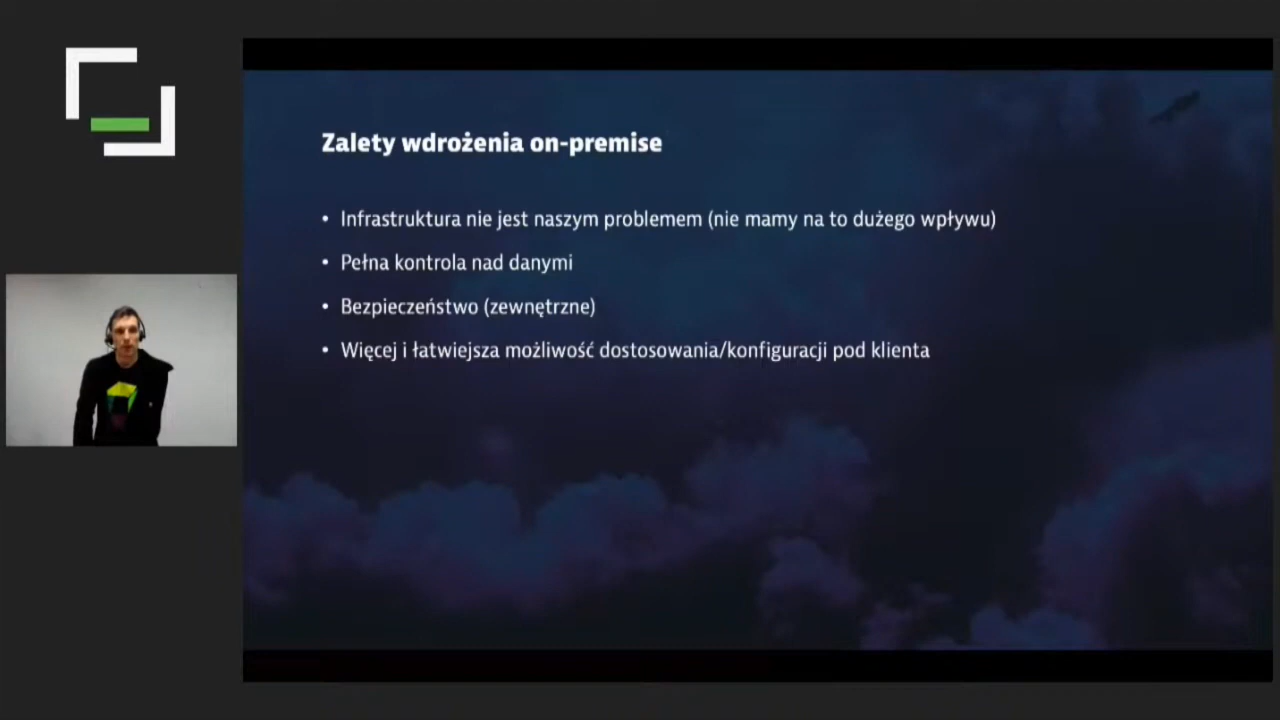 Zalety wdrożenia on-premise
• Infrastruktura nie jest naszym problemem (nie mamy na to dużego wpływu)
• Pełna kontrola nad danymi
• Bezpieczeństwo (zewnętrzne)
• Więcej i łatwiejsza możliwość dostosowania/konfiguracji pod klienta